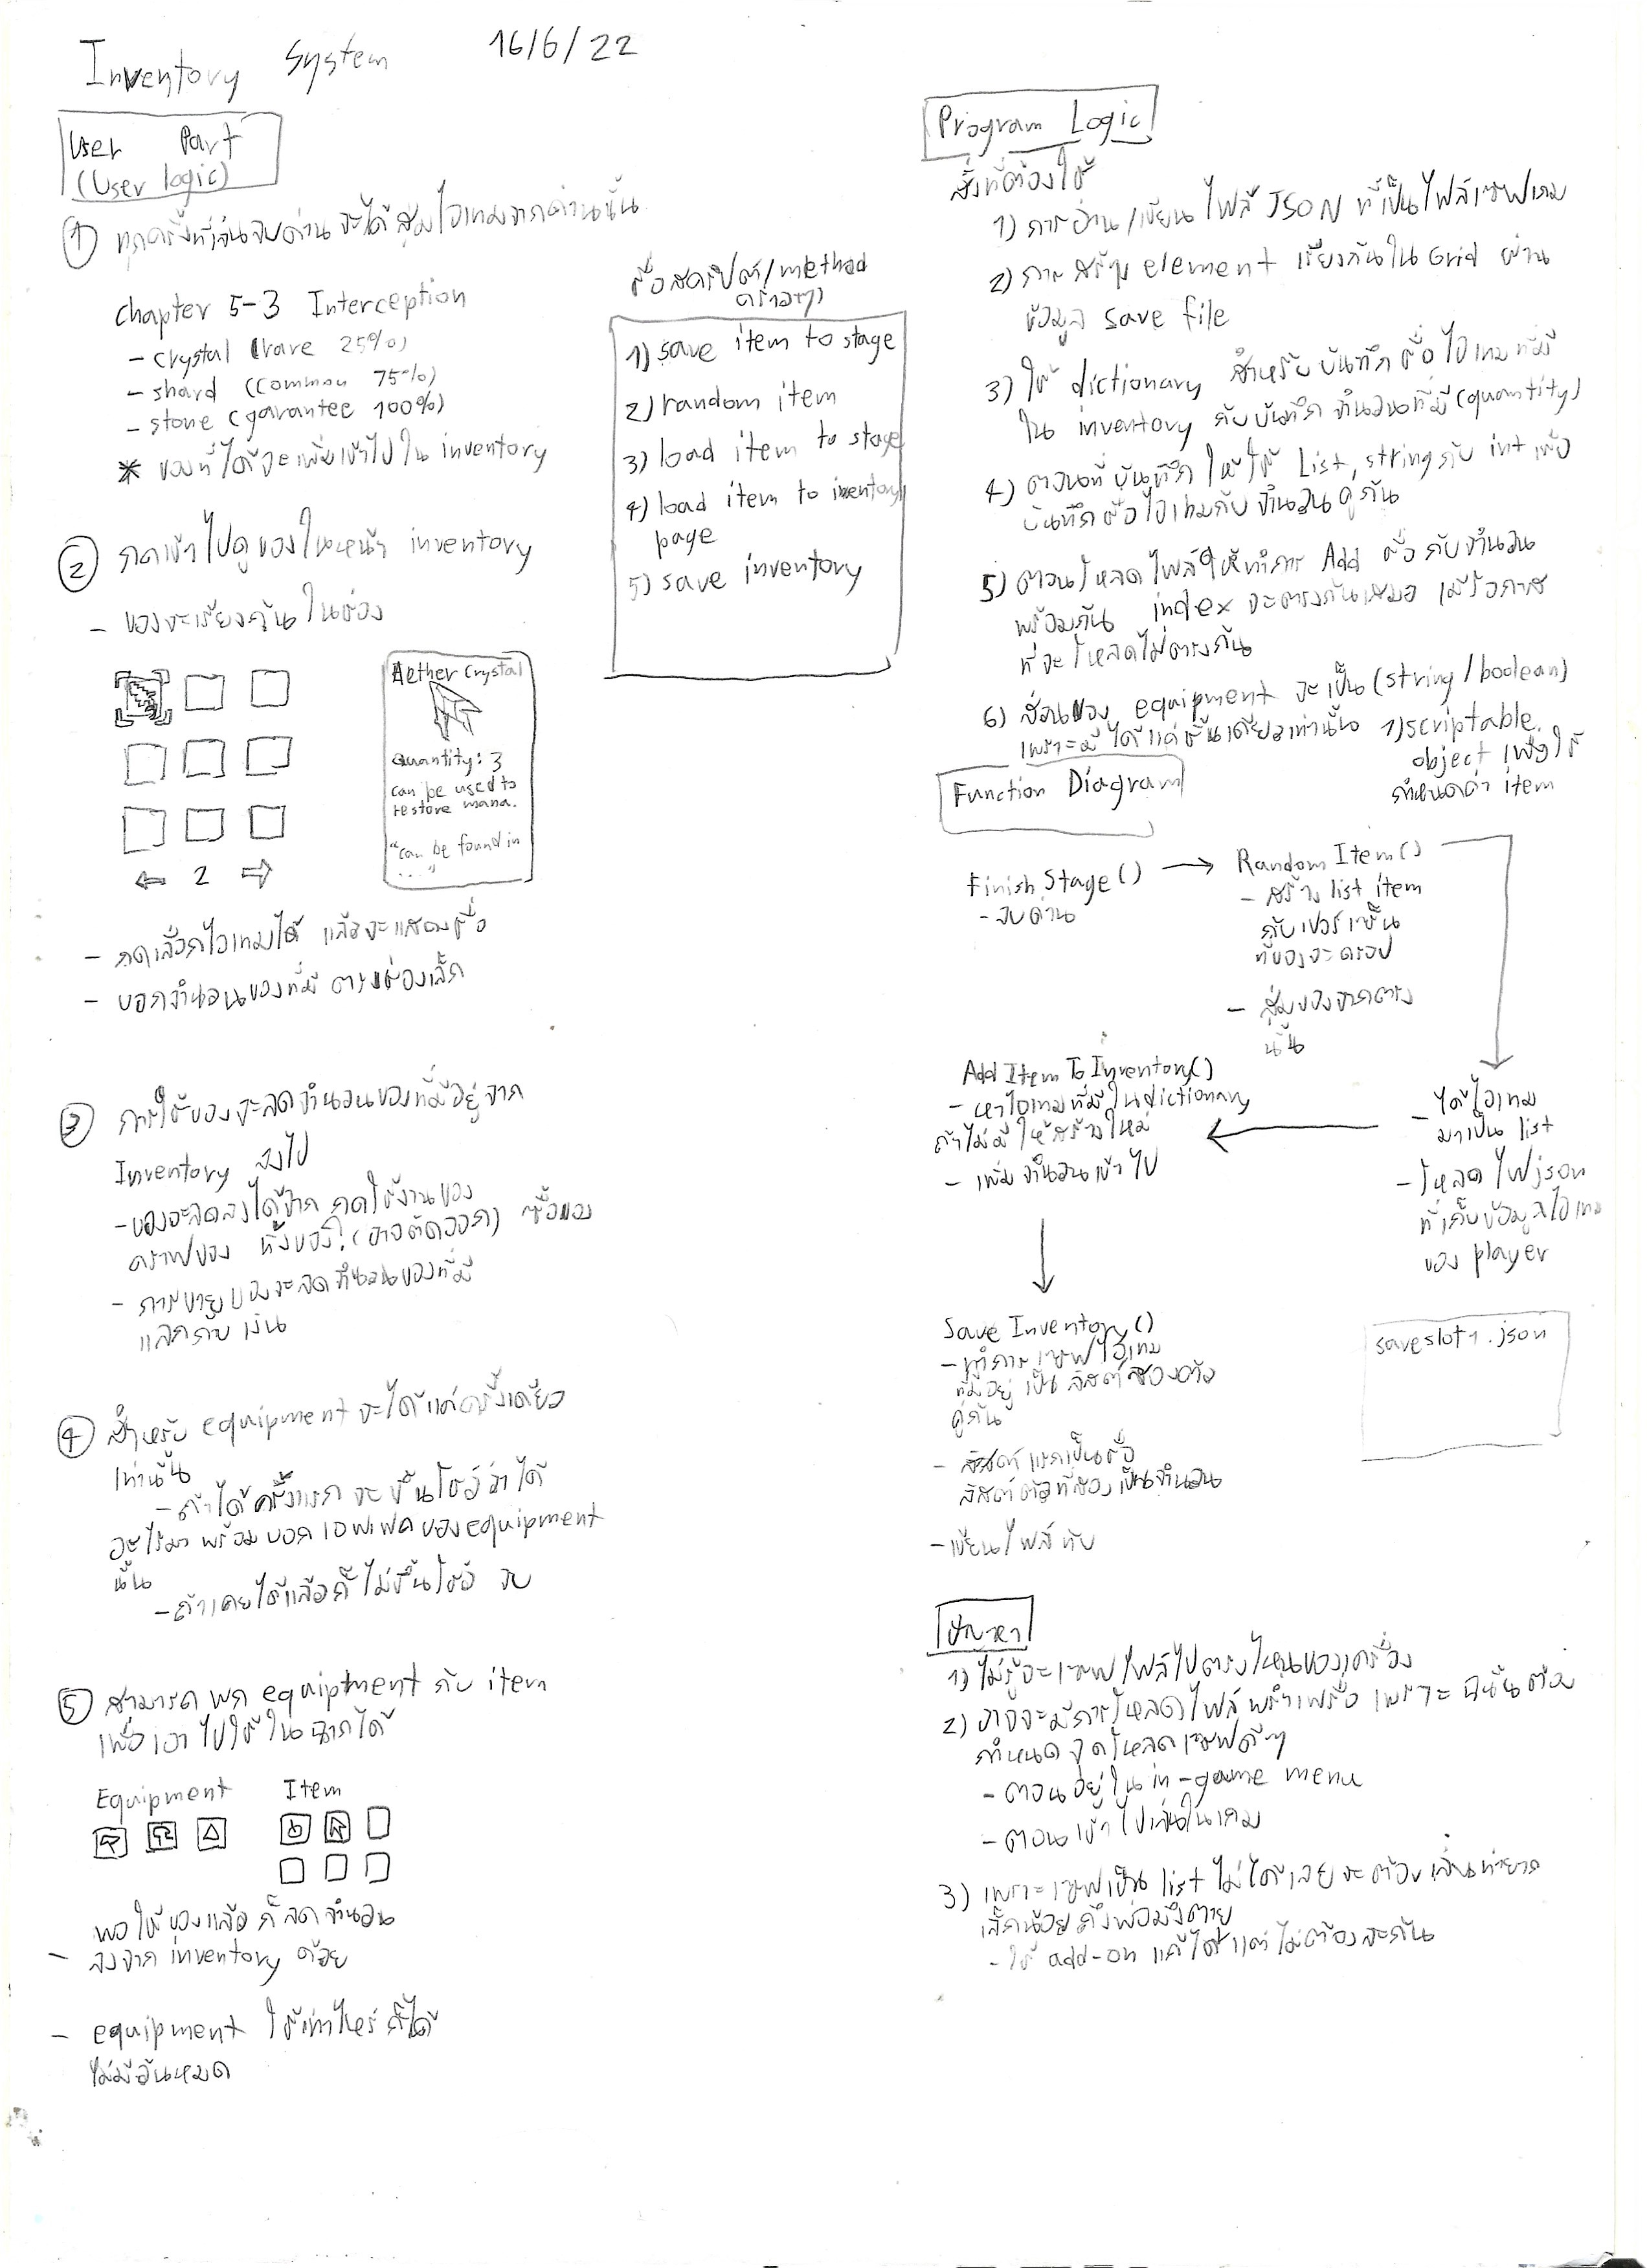 Inventory System 16/6/22
User Part
(User logic)
① ทุกครั้งที่เล่นจบด่าน จะได้สุ่มไอเทมจากด่านนั้น
chapter 5-3 Interception
- crystal (rare 25%)
- shard (common 75%)
- stone (garantee 100%)
* ของที่ได้จะเพิ่มเข้าไปใน inventory
② กดเข้าไปดูของในหน้า inventory
- ของจะเรียงกันในช่อง
Aether Crystal
Quantity: 3
can be used to
restore mana.
"can be found in
..."
← 2 →
- กดเลือกไอเทมได้ แล้วจะแสดงชื่อ
- บอกจำนวนของที่มี ตรงช่องเล็ก
③ การใช้ของจะลดจำนวนของที่มีอยู่จาก
Inventory ลงไป
- ของจะลดลงได้จาก กดใช้งานของ
คราฟของ ทิ้งของ? (อาจตัดออก) ซื้อของ
- การขายของจะลดจำนวนของที่มี
แลกกับ เงิน
④ สำหรับ equipment จะได้แค่ครั้งเดียว
เท่านั้น
- ถ้าได้ครั้งแรก จะขึ้นโชว์ว่าได้
อะไรมา พร้อมบอก เอฟเฟคของ equipment
นั้น
- ถ้าเคยได้แล้วก็ไม่ขึ้นโชว์ จบ
⑤ สามารถ พก equiptment กับ item
เพื่อเอาไปใช้ในฉากได้
Equipment Item
พอใช้ของแล้ว ก็ลดจำนวน
- ลงจาก inventory ด้วย
- equipment ใช้เท่าไหร่ก็ได้
ไม่มีวันหมด
ชื่อสคริปต์/method
คร่าวๆ
1) save item to stage
2) random item
3) load item to stage
4) load item to inventory
page
5) save inventory
Program Logic
สิ่งที่ต้องใช้
1) การอ่าน/เขียน ไฟล์ JSON ที่เป็นไฟล์เซฟเกม
2) การสร้าง element เรียงกันใน Grid ผ่าน
ข้อมูล save file
3) ใช้ dictionary สำหรับบันทึกชื่อไอเทมที่มี
ใน inventory กับบันทึกจำนวนที่มี (quantity)
4) ตอนที่บันทึก ให้ใช้ List, string กับ int เพื่อ
บันทึกชื่อไอเทมกับจำนวนคู่กัน
5) ตอนโหลดไฟล์ให้ทำการ Add ชื่อกับจำนวน
พร้อมกัน index จะตรงกันเสมอ ไม่มีโอกาส
ที่จะโหลดไม่ตรงกัน
6) ส่วนของ equipment จะเป็น (string / boolean)
เพราะมีได้แค่ชิ้นเดียวเท่านั้น 7) scriptable
object เพื่อใช้
กำหนดค่า item
Function Diagram
Finish Stage () → Random Item ()
- จบด่าน
- สร้าง list item
กับเปอร์เซ็น
ที่ของจะดรอป
- สุ่มของจากตรง
นั้น
- ได้ไอเทม
มาเป็น list
- โหลดไฟjson
ที่เก็บข้อมูลไอเทม
ของ player
Add Item To Inventory()
- หาไอเทมที่มีในdictionary
ถ้าไม่มีให้สร้างใหม่
- เพิ่มจำนวนเข้าไป
Save Inventory ()
- ทำการเซฟไอเทม
ที่มีอยู่ เป็นลิสต์สองตัว
คู่กัน
- ลิสต์แรกเป็นชื่อ
ลิสต์ตัวที่สองเป็นจำนวน
- เขียนไฟล์ทับ
saveslot1.json
ปัญหา
1) ไม่รู้จะเซฟไฟล์ไปตรงไหนของเครื่อง
2) อาจจะมีการโหลดไฟล์พร่ำเพรื่อ เพราะฉนั้นต้อง
กำหนดจุดโหลดเซฟดีๆ
- ตอนอยู่ใน in-game menu
- ตอนเข้าไปเล่นในเกม
3) เพราะเซฟเป็น list ไม่ได้เลยจะต้อง
เล็กน้อยถึง
- ใช้ add-on แก้ได้ แต่ไม่ต้องละกัน